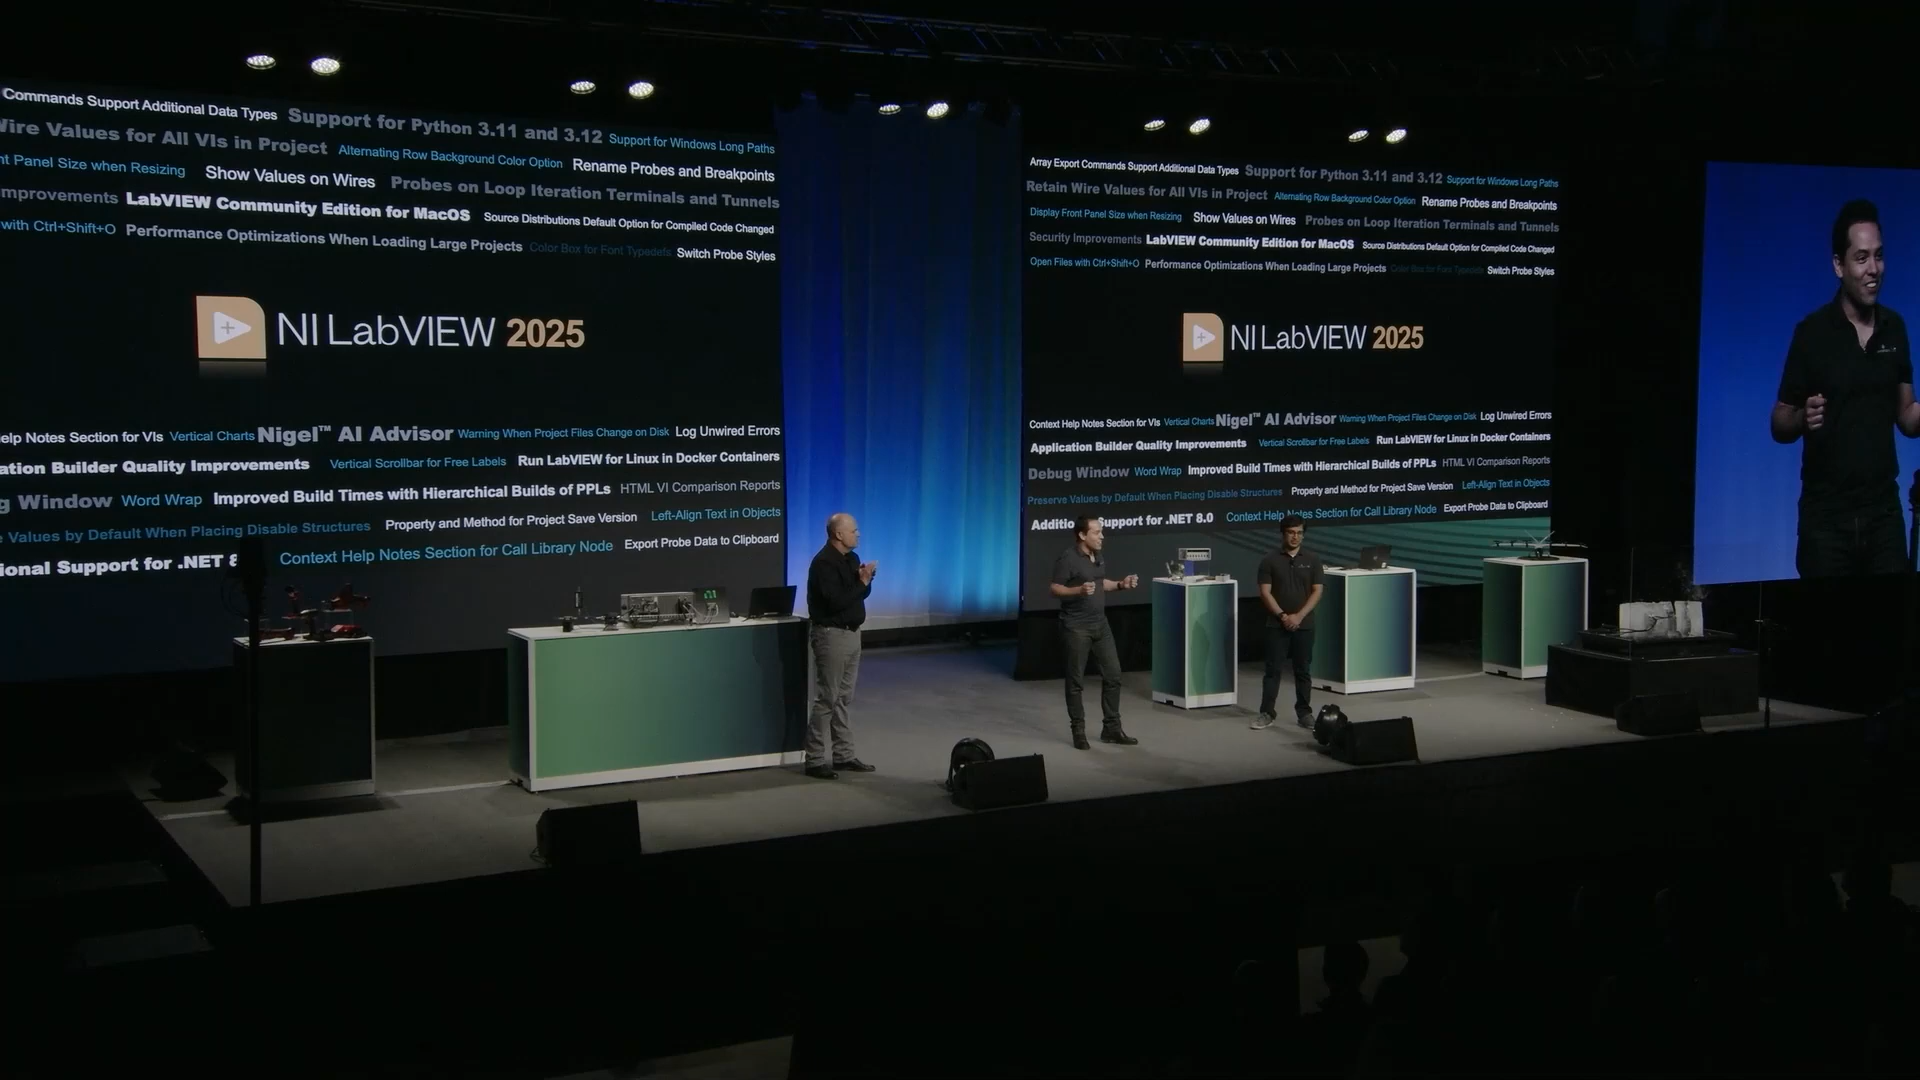 Commands Support Additional Data Types Support for Python 3.11 and 3.12 Support for Windows Long Paths
Wire Values for All VIs in Project Alternating Row Background Color Option Rename Probes and Breakpoints
nt Panel Size when Resizing Show Values on Wires Probes on Loop Iteration Terminals and Tunnels
mprovements LabVIEW Community Edition for MacOS Source Distributions Default Option for Compiled Code Changed
with Ctrl+Shift+O Performance Optimizations When Loading Large Projects Color Box for Font Typedefs Switch Probe Styles
NI LabVIEW 2025
elp Notes Section for VIs Vertical Charts Nigel™ AI Advisor Warning When Project Files Change on Disk Log Unwired Errors
ation Builder Quality Improvements Vertical Scrollbar for Free Labels Run LabVIEW for Linux in Docker Containers
g Window Word Wrap Improved Build Times with Hierarchical Builds of PPLs HTML VI Comparison Reports
e Values by Default When Placing Disable Structures Property and Method for Project Save Version Left-Align Text in Objects
ional Support for .NET 8 Context Help Notes Section for Call Library Node Export Probe Data to Clipboard
Array Export Commands Support Additional Data Types Support for Python 3.11 and 3.12 Support for Windows Long Paths
Retain Wire Values for All VIs in Project Alternating Row Background Color Option Rename Probes and Breakpoints
Display Front Panel Size when Resizing Show Values on Wires Probes on Loop Iteration Terminals and Tunnels
Security Improvements LabVIEW Community Edition for MacOS Source Distributions Default Option for Compiled Code Changed
Open Files with Ctrl+Shift+O Performance Optimizations When Loading Large Projects Color Box for Font Typedefs Switch Probe Styles
NI LabVIEW 2025
Context Help Notes Section for VIs Vertical Charts Nigel™ AI Advisor Warning When Project Files Change on Disk Log Unwired Errors
Application Builder Quality Improvements Vertical Scrollbar for Free Labels Run LabVIEW for Linux in Docker Containers
Debug Window Word Wrap Improved Build Times with Hierarchical Builds of PPLs HTML VI Comparison Reports
Preserve Values by Default When Placing Disable Structures Property and Method for Project Save Version Left-Align Text in Objects
Additio Support for .NET 8.0 Context Help Notes Section for Call Library Node Export Probe Data to Clipboard